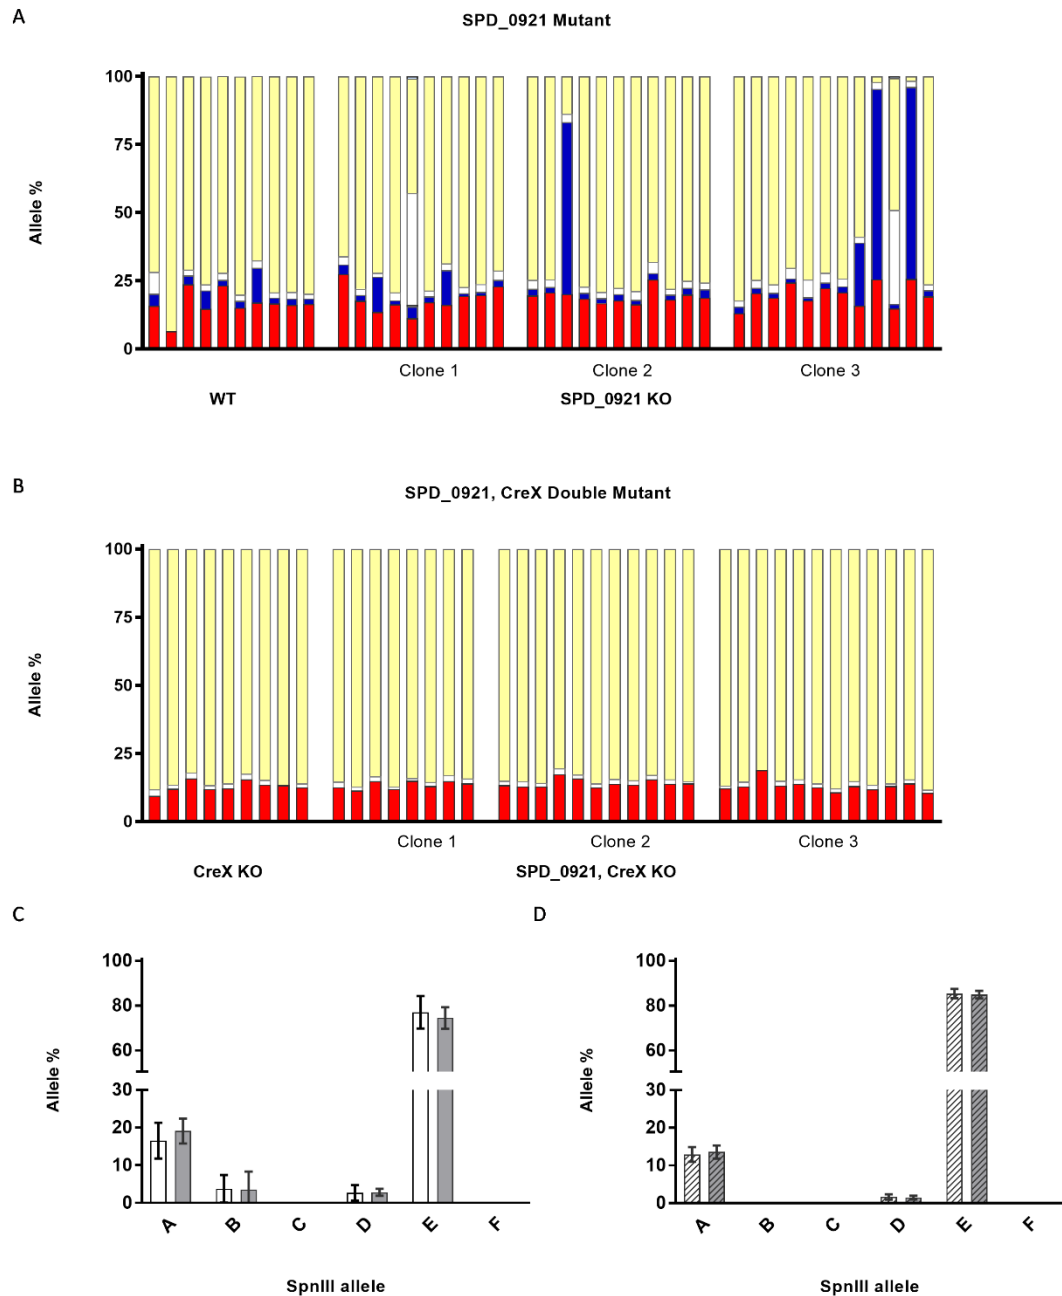 A
SPD_0921 Mutant
100
75
50
25
0
Allele %
Clone 1
Clone 2
Clone 3
WT
SPD_0921 KO
B
SPD_0921, CreX Double Mutant
100
75
50
25
0
Allele %
Clone 1
Clone 2
Clone 3
CreX KO
SPD_0921, CreX KO
C
100
80
60
30
20
10
0
Allele %
A B C D E F
SpnIII allele
D
100
80
60
30
20
10
0
Allele %
A B C D E F
SpnIII allele